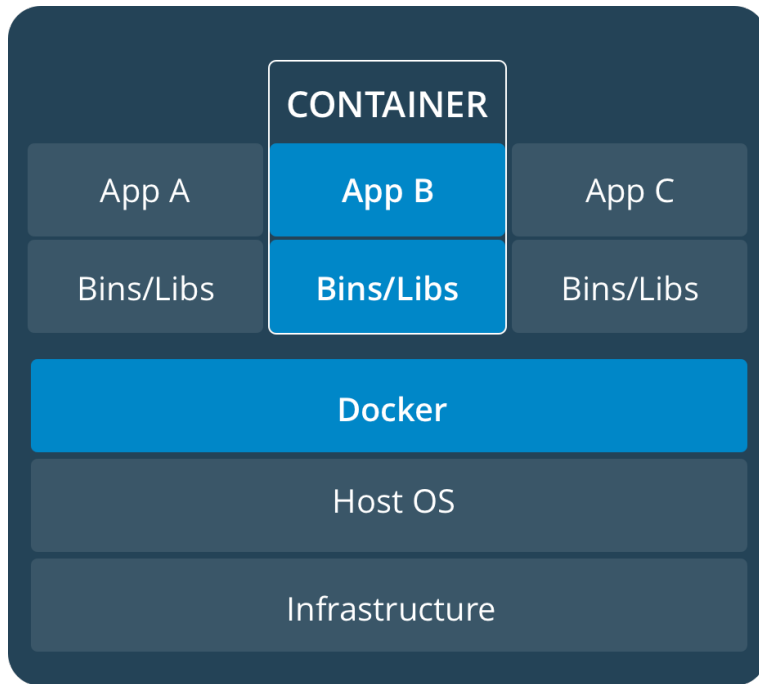 CONTAINER
App A
App B
App C
Bins/Libs
Bins/Libs
Bins/Libs
Docker
Host OS
Infrastructure